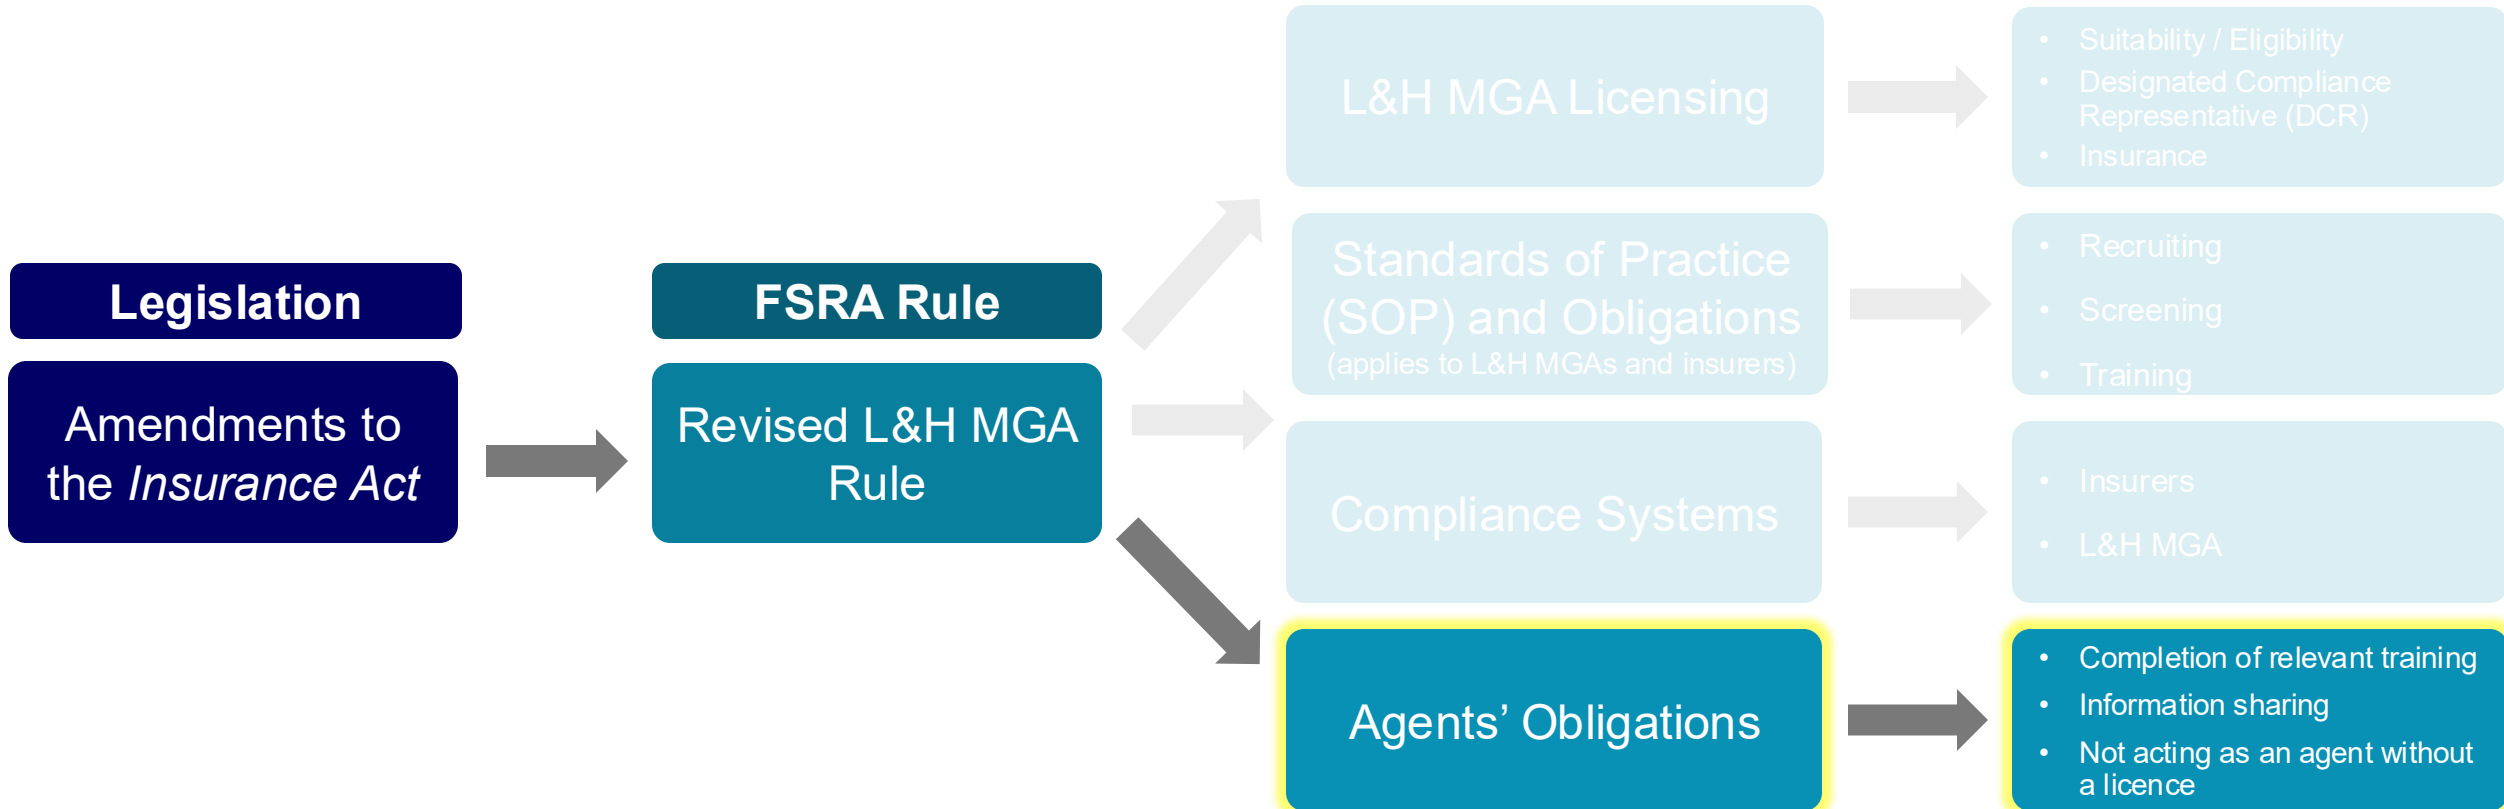 Legislation
Amendments to
the Insurance Act
FSRA Rule
Revised L&H MGA
Rule
L&H MGA Licensing
• Suitability / Eligibility
• Designated Compliance
Representative (DCR)
• Insurance
Standards of Practice
(SOP) and Obligations
(applies to L&H MGAs and insurers)
• Recruiting
• Screening
• Training
Compliance Systems
• Insurers
• L&H MGA
Agents’ Obligations
• Completion of relevant training
• Information sharing
• Not acting as an agent without
a licence